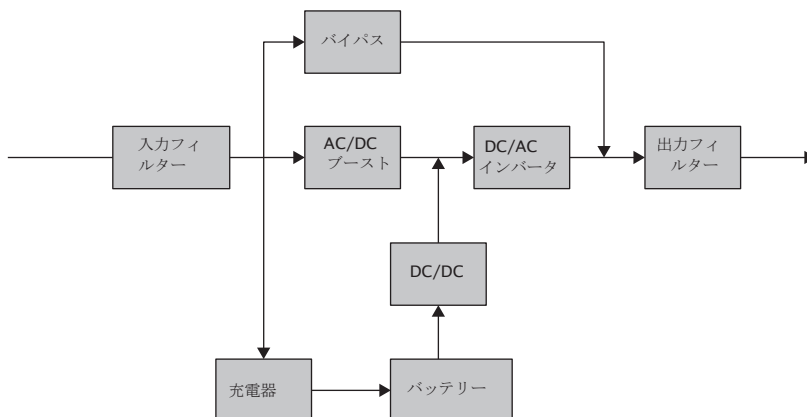 バイパス
入力フィ
ルター
AC/DC
ブースト
DC/AC
インバータ
出力フィ
ルター
DC/DC
充電器
バッテリー